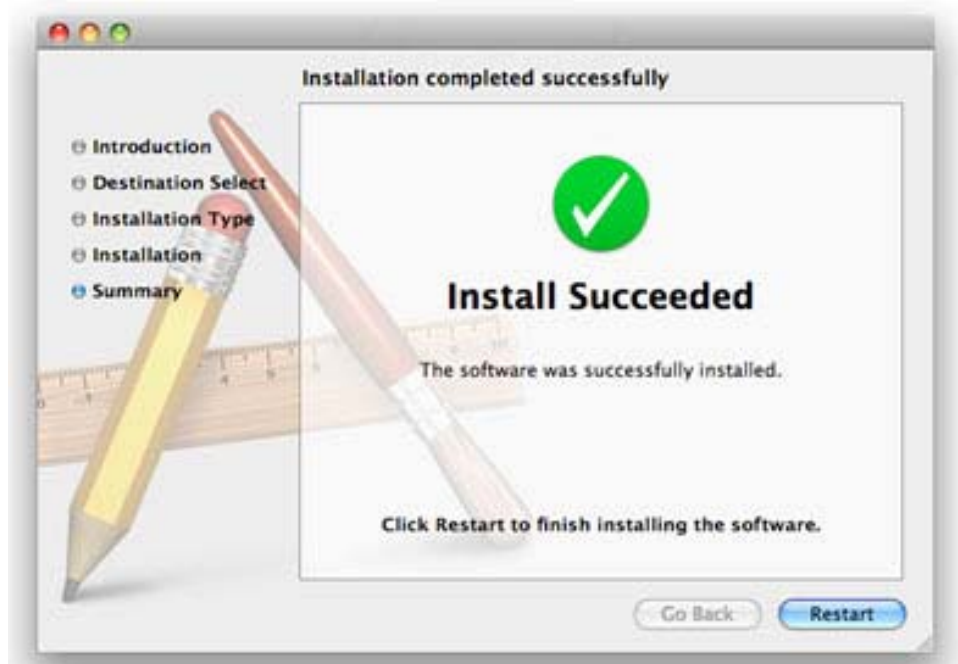 Installation completed successfully
Introduction
Destination Select
Installation Type
Installation
Summary
Install Succeeded
The software was successfully installed.
Click Restart to finish installing the software.
Go Back
Restart